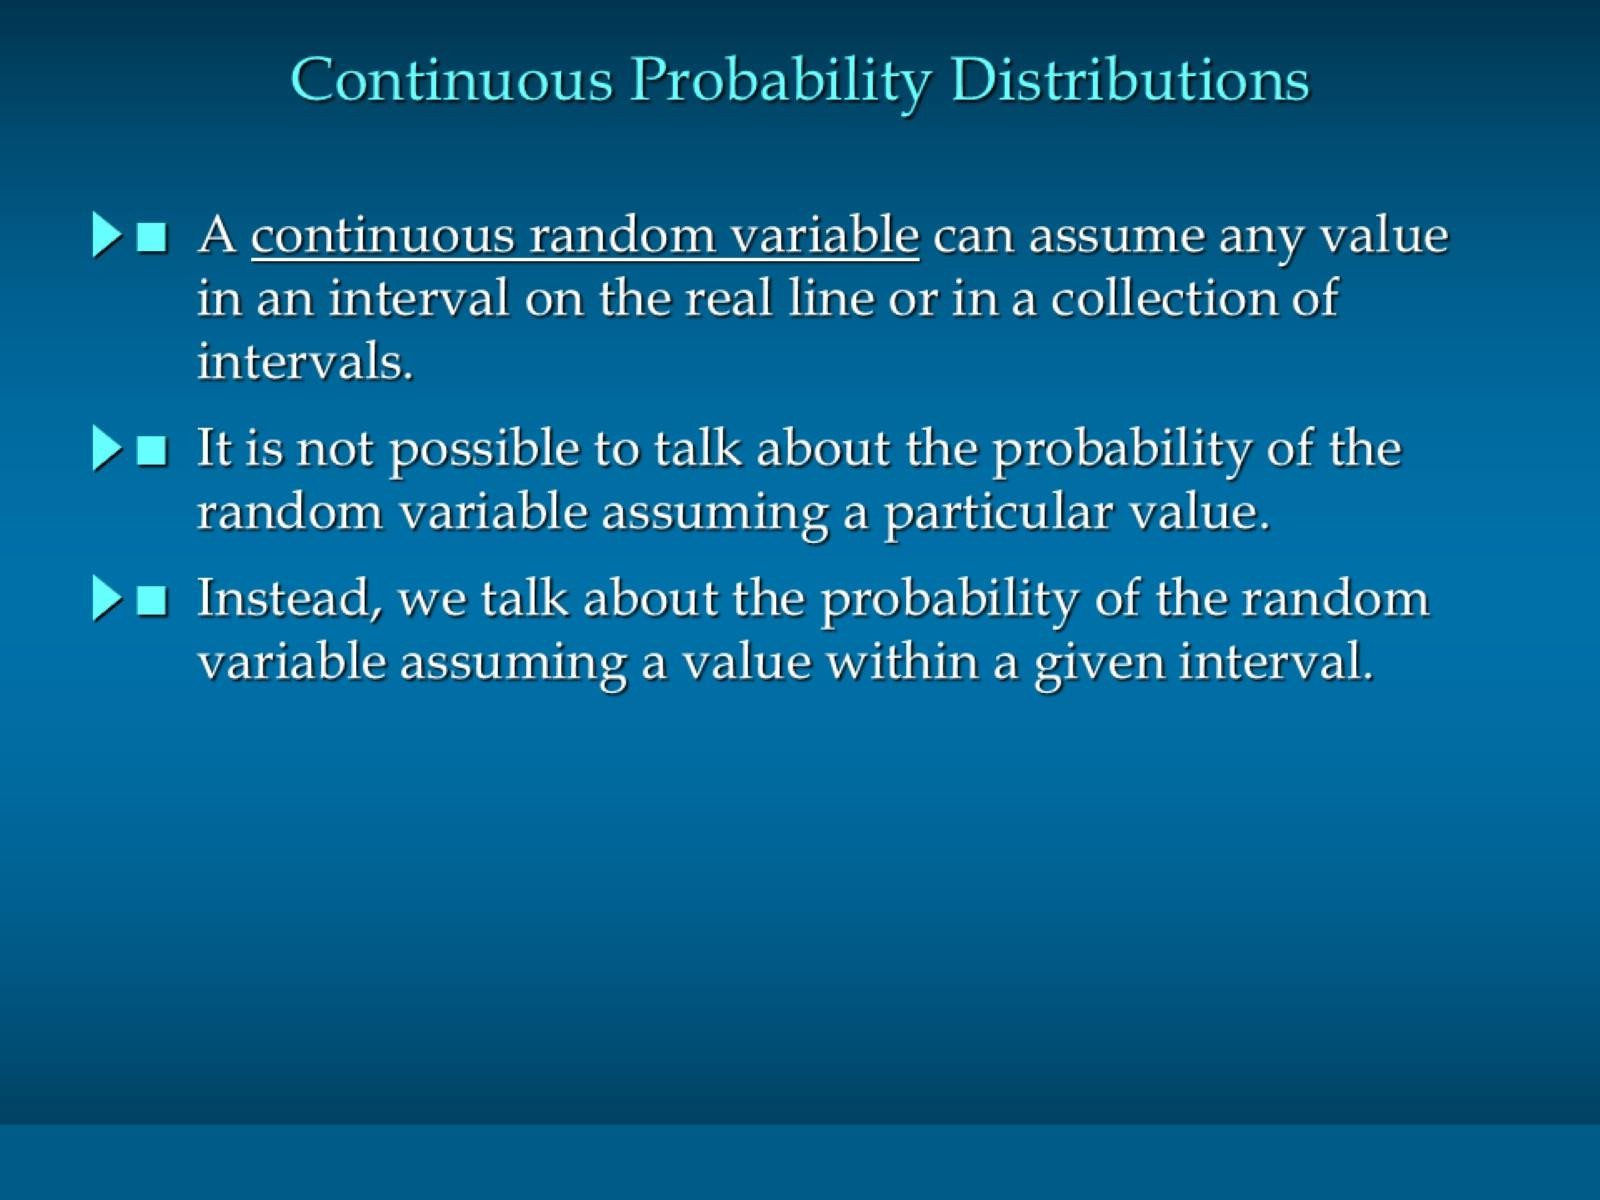 Continuous Probability Distributions
A continuous random variable can assume any value
in an interval on the real line or in a collection of
intervals.
It is not possible to talk about the probability of the
random variable assuming a particular value.
Instead, we talk about the probability of the random
variable assuming a value within a given interval.